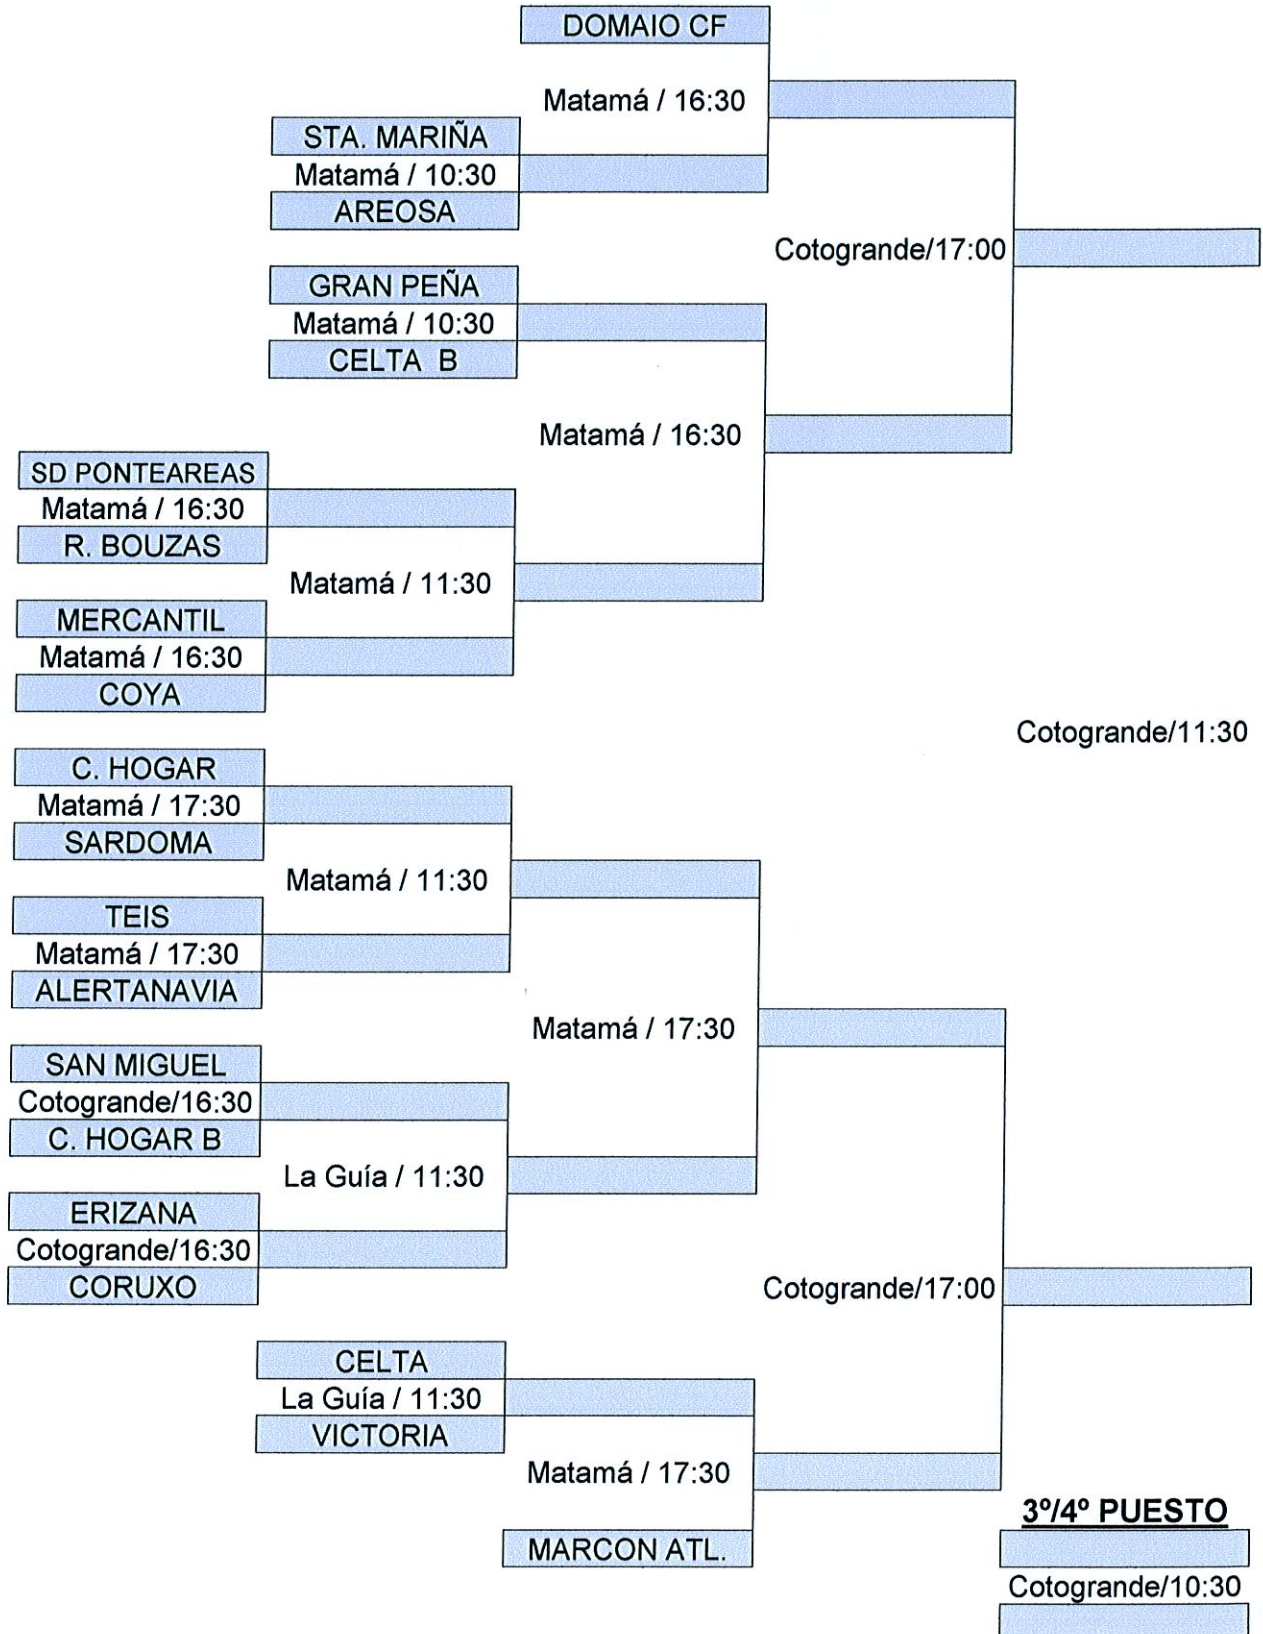 DOMAIO CF
Matamá / 16:30
STA. MARIÑA
Matamá / 10:30
AREOSA
Cotogrande/17:00
GRAN PEÑA
Matamá / 10:30
CELTA B
Matamá / 16:30
SD PONTEAREAS
Matamá / 16:30
R. BOUZAS
Matamá / 11:30
MERCANTIL
Matamá / 16:30
COYA
Cotogrande/11:30
C. HOGAR
Matamá / 17:30
SARDOMA
Matamá / 11:30
TEIS
Matamá / 17:30
ALERTANAVIA
Matamá / 17:30
SAN MIGUEL
Cotogrande/16:30
C. HOGAR B
La Guía / 11:30
ERIZANA
Cotogrande/16:30
CORUXO
Cotogrande/17:00
CELTA
La Guía / 11:30
VICTORIA
Matamá / 17:30
MARCON ATL.
3º/4º PUESTO
Cotogrande/10:30